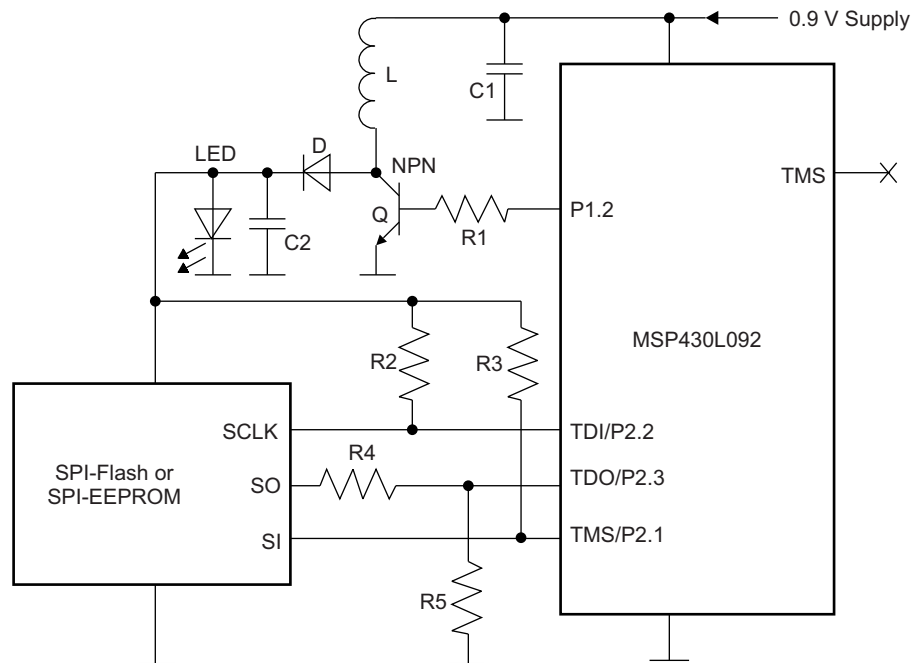 0.9 V Supply
L
C1
D
LED
NPN
TMS
Q
P1.2
C2
R1
MSP430L092
R2
R3
SCLK
TDI/P2.2
R4
SPI-Flash or
SPI-EEPROM
SO
TDO/P2.3
SI
TMS/P2.1
R5